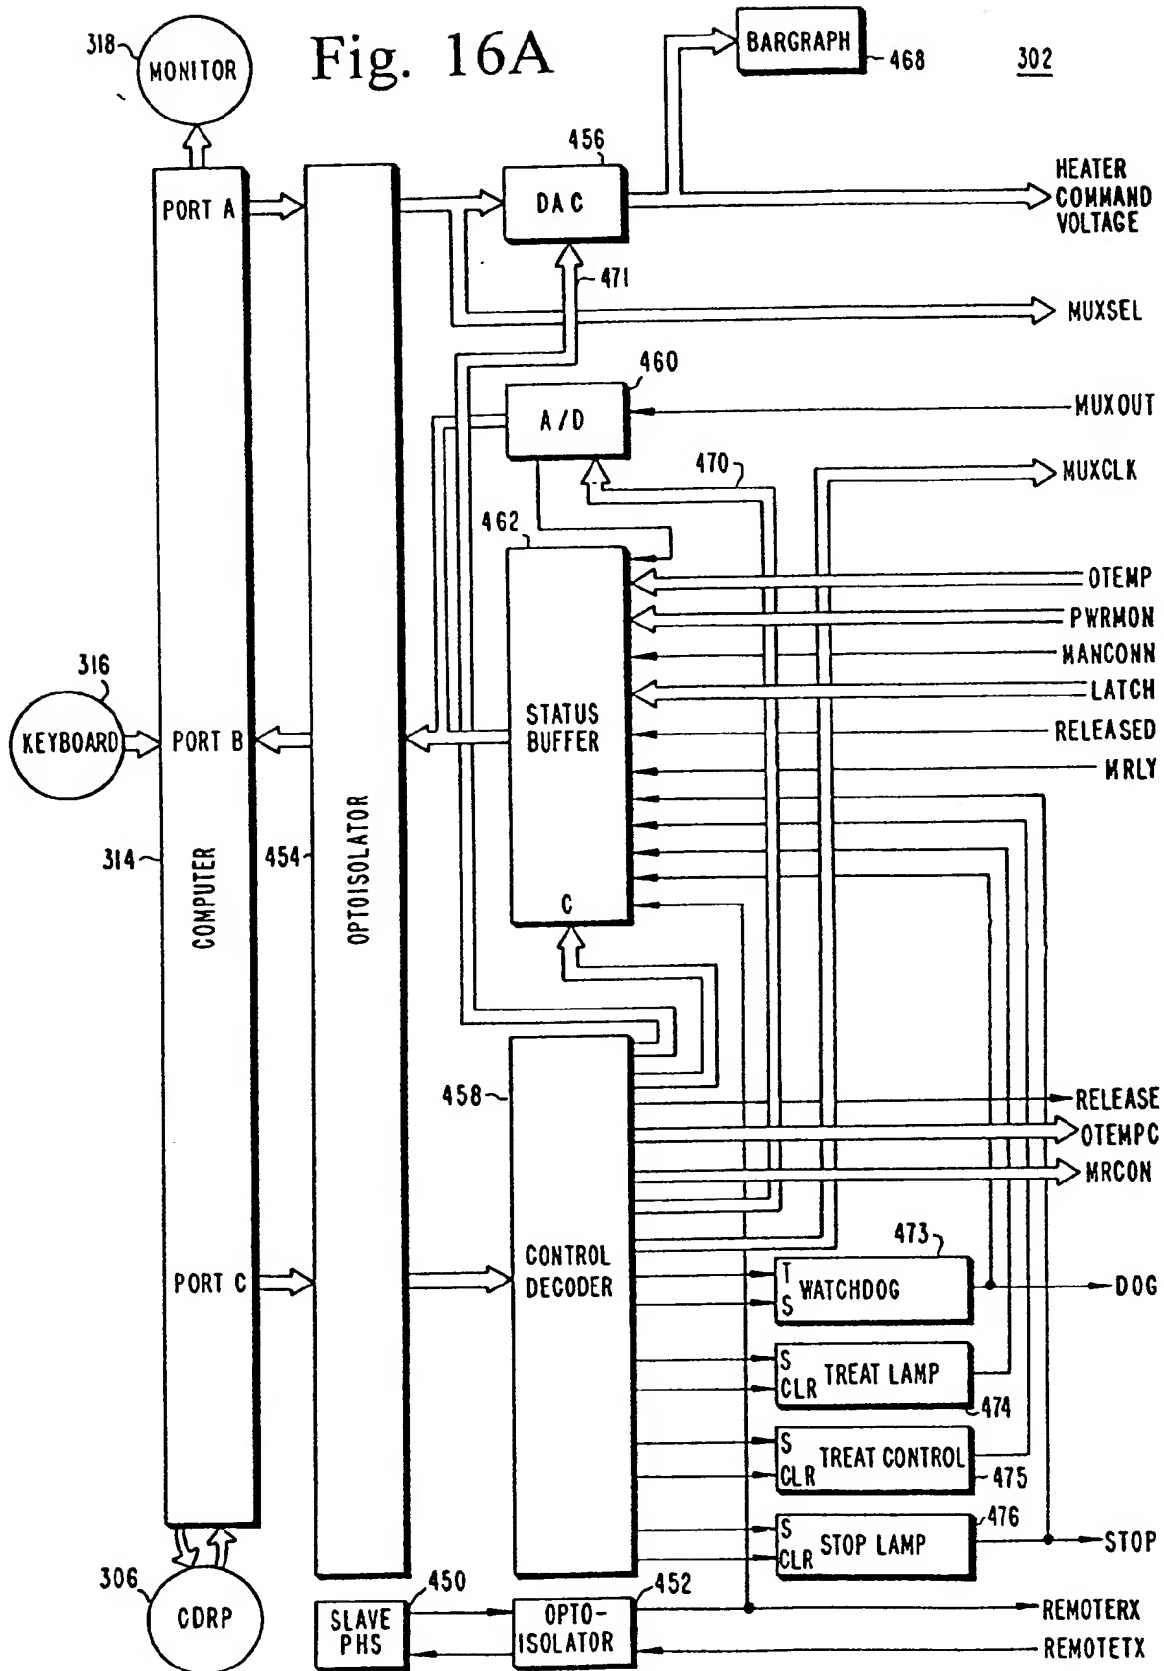 Fig. 16A
302
318
MONITOR
BARGRAPH
468
456
DAC
HEATER
COMMAND
VOLTAGE
PORT A
471
MUXSEL
460
A/D
MUXOUT
470
MUXCLK
462
OTEMP
PWRMON
MANCONN
LATCH
RELEASED
MRLY
STATUS
BUFFER
C
316
KEYBOARD
PORT B
314
COMPUTER
454
OPTOISOLATOR
458
CONTROL
DECODER
RELEASE
OTEMPC
MRCON
PORT C
473
T
S
WATCHDOG
DOG
S
CLR
TREAT LAMP
474
S
CLR
TREAT CONTROL
475
S
CLR
STOP LAMP
476
STOP
306
CDRP
450
SLAVE
PHS
452
OPTO-
ISOLATOR
REMOTERX
REMOTETX